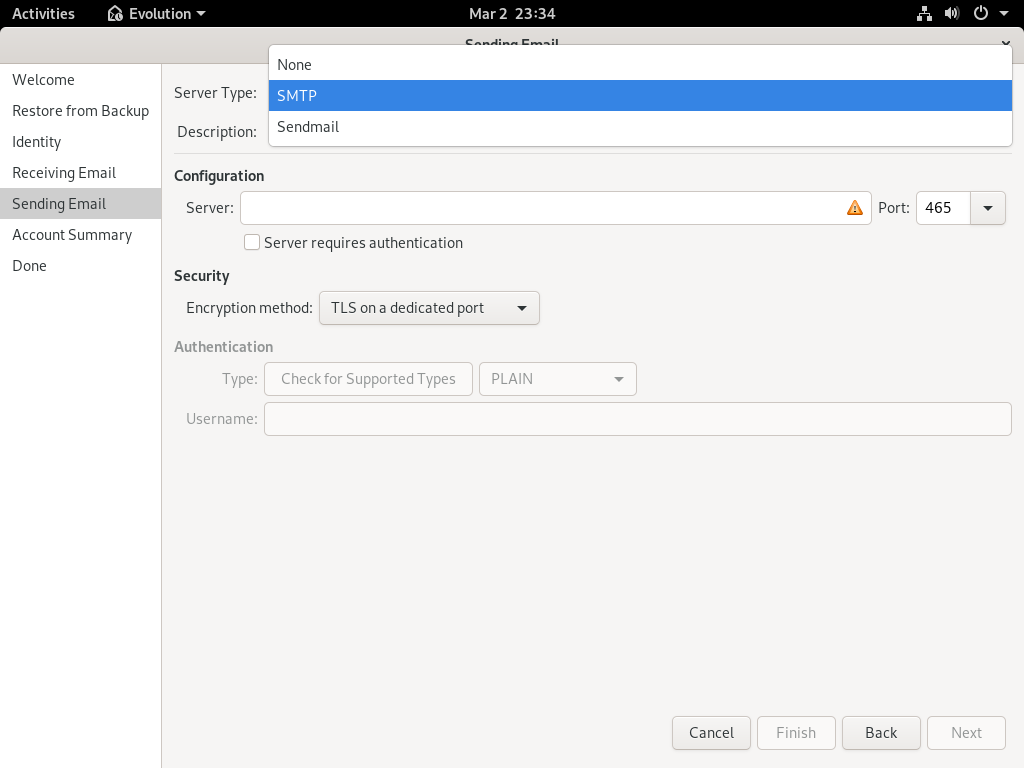 Activities Evolution Mar 2 23:34
Sending Email
Welcome
Restore from Backup
Identity
Receiving Email
Sending Email
Account Summary
Done
None
Server Type:
SMTP
Description:
Sendmail
Configuration
Server: Port: 465
Server requires authentication
Security
Encryption method: TLS on a dedicated port
Authentication
Type: Check for Supported Types PLAIN
Username:
Cancel Finish Back Next